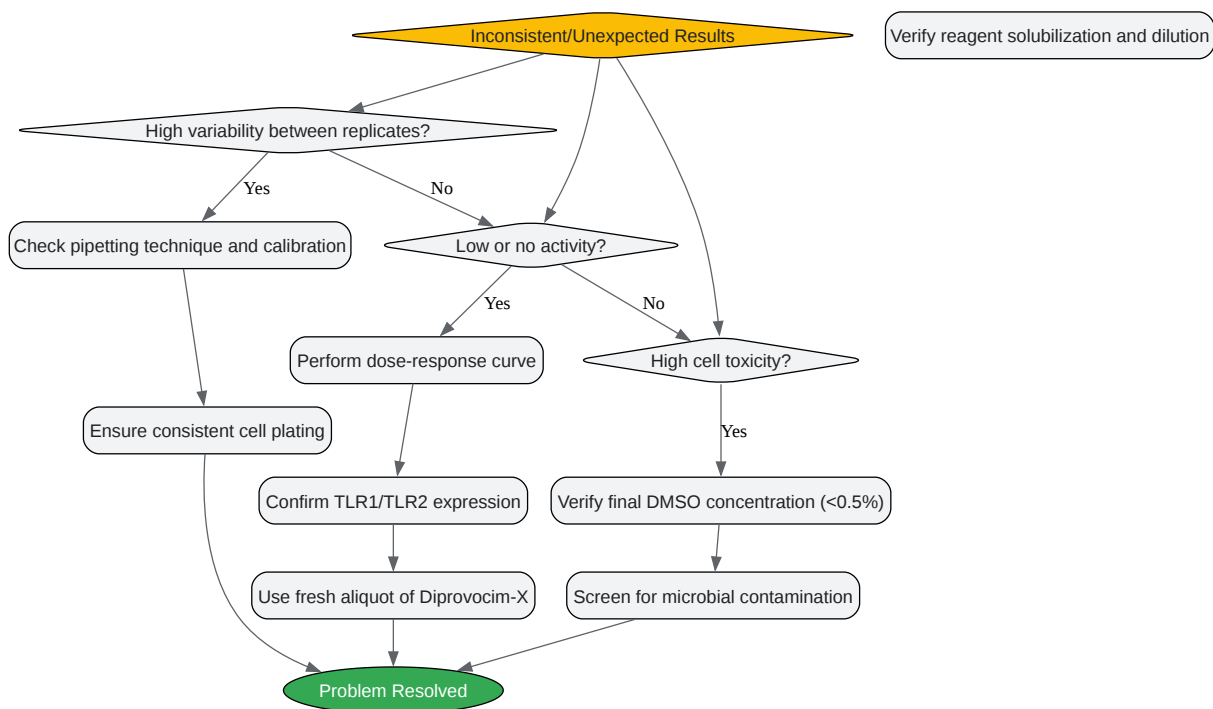 Inconsistent/Unexpected Results
Verify reagent solubilization and dilution
High variability between replicates?
Yes
No
Check pipetting technique and calibration
Low or no activity?
Yes
No
Perform dose-response curve
High cell toxicity?
Ensure consistent cell plating
Yes
Confirm TLR1/TLR2 expression
Verify final DMSO concentration (<0.5%)
Use fresh aliquot of Diprovocim-X
Screen for microbial contamination
Problem Resolved